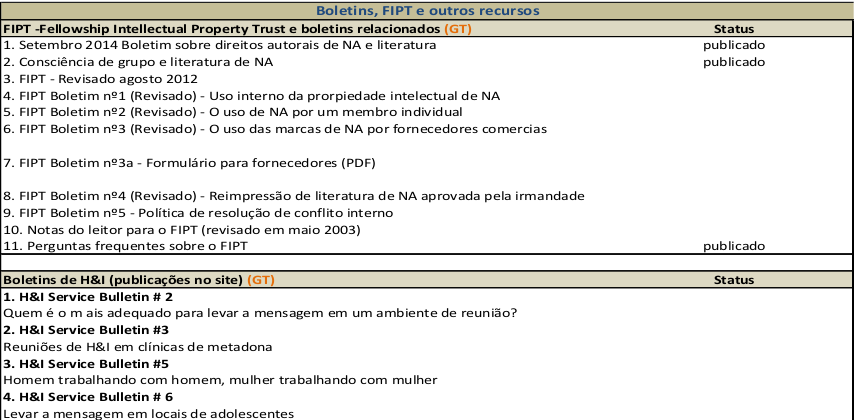 Boletins, FIPT e outros recursos
FIPT -Fellowship Intellectual Property Trust e boletins relacionados (GT) Status
1. Setembro 2014 Boletim sobre direitos autorais de NA e literatura publicado
2. Consciência de grupo e literatura de NA publicado
3. FIPT - Revisado agosto 2012
4. FIPT Boletim nº1 (Revisado) - Uso interno da prorpiedade intelectual de NA
5. FIPT Boletim nº2 (Revisado) - O uso de NA por um membro individual
6. FIPT Boletim nº3 (Revisado) - O uso das marcas de NA por fornecedores comercias
7. FIPT Boletim nº3a - Formulário para fornecedores (PDF)
8. FIPT Boletim nº4 (Revisado) - Reimpressão de literatura de NA aprovada pela irmandade
9. FIPT Boletim nº5 - Política de resolução de conflito interno
10. Notas do leitor para o FIPT (revisado em maio 2003)
11. Perguntas frequentes sobre o FIPT publicado
Boletins de H&I (publicações no site) (GT) Status
1. H&I Service Bulletin # 2
Quem é o m ais adequado para levar a mensagem em um ambiente de reunião?
2. H&I Service Bulletin #3
Reuniões de H&I em clínicas de metadona
3. H&I Service Bulletin #5
Homem trabalhando com homem, mulher trabalhando com mulher
4. H&I Service Bulletin # 6
Levar a mensagem em locais de adolescentes